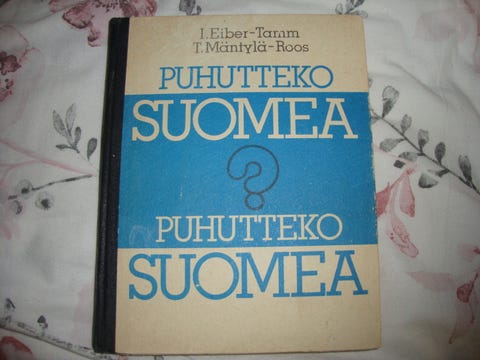 I. Eiber-Tamm
T. Mäntylä-Roos
PUHUTTEKO
SUOMEA
?
PUHUTTEKO
SUOMEA